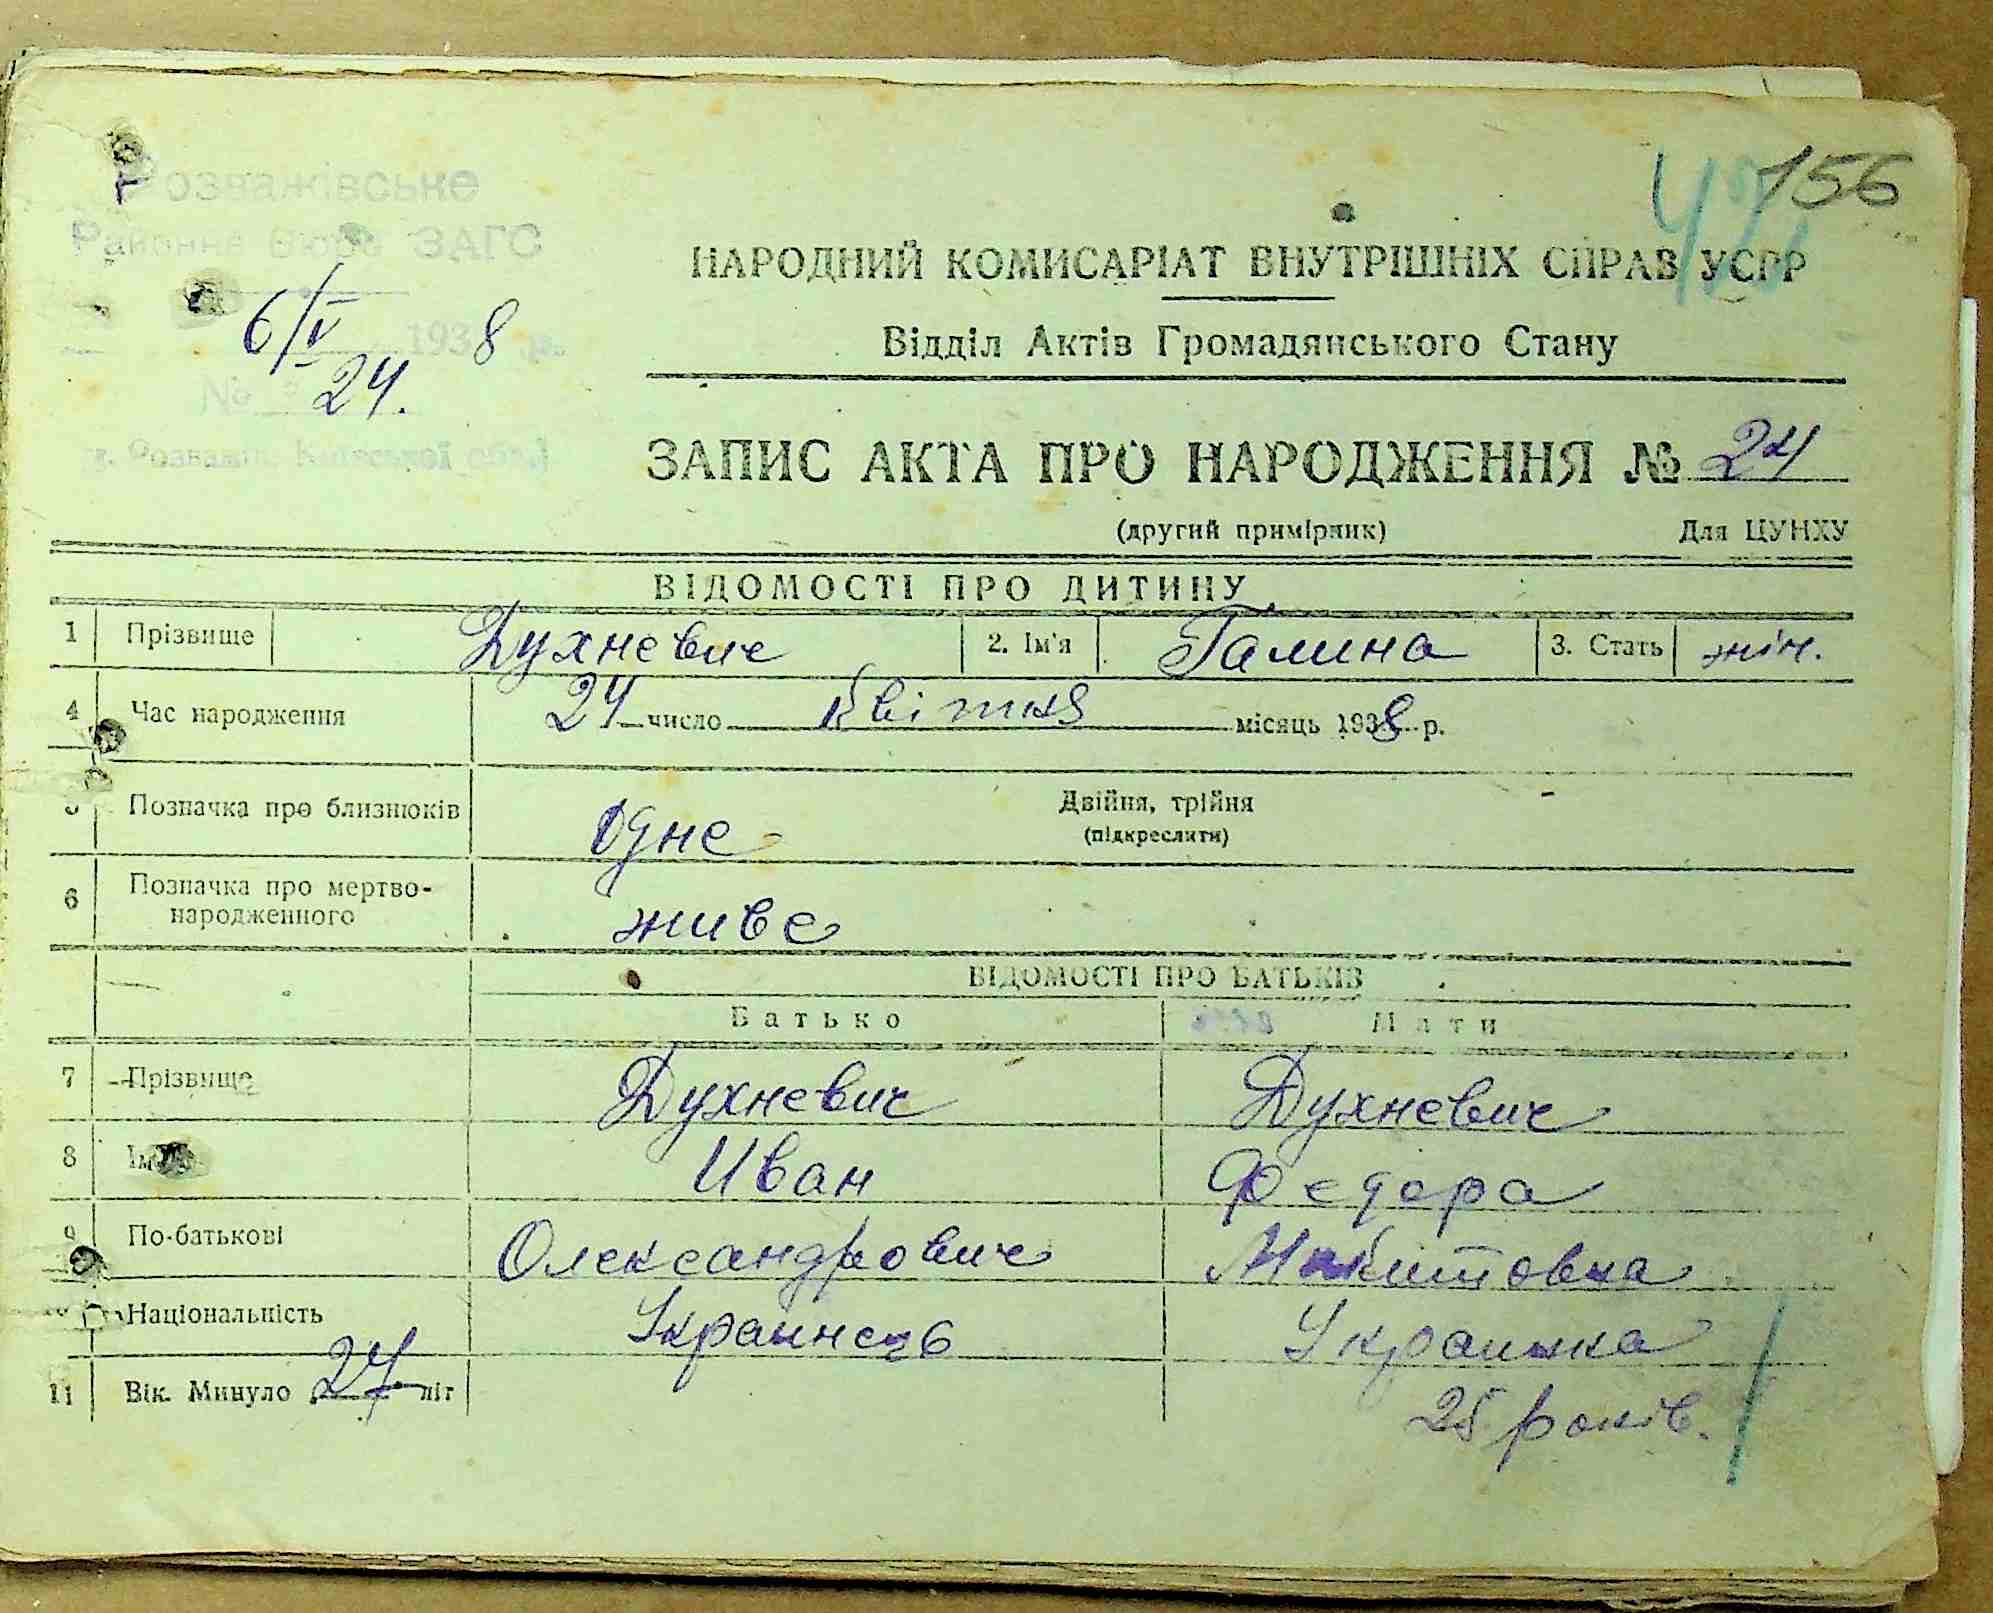 Розважівське
Районне Бюро ЗАГС
6/V 1938 р.
№ 24.
с. Розважів, Київської обл.
156
НАРОДНИЙ КОМИСАРІАТ ВНУТРІШНІХ СПРАВ УСРР
Відділ Актів Громадянського Стану
ЗАПИС АКТА ПРО НАРОДЖЕННЯ № 24
(другий примірник) Для ЦУНХУ
ВІДОМОСТІ ПРО ДИТИНУ
1 Прізвище Духневич 2. Ім'я Галина 3. Стать жін.
4 Час народження 24 число Квітня місяць 1938 р.
5 Позначка про близнюків одне Двійня, трійня
(підкреслити)
6 Позначка про мертво-
народженного живе
ВІДОМОСТІ ПРО БАТЬКІВ
Батько Мати
7 Прізвище Духневич Духневич
8 Ім'я Иван Федора
9 По-батькові Олександрович Микитовна
10 Національність Украинець Украинка
11 Вік. Минуло 27 літ 25 років.